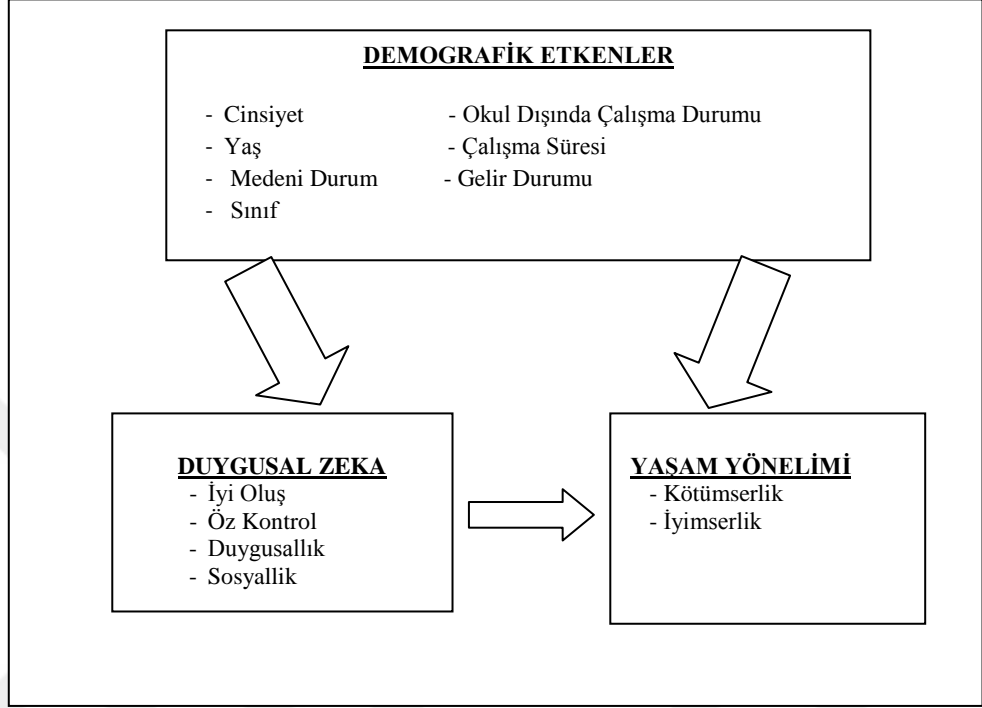 DEMOGRAFİK ETKENLER
- Cinsiyet - Okul Dışında Çalışma Durumu
- Yaş - Çalışma Süresi
- Medeni Durum - Gelir Durumu
- Sınıf
DUYGUSAL ZEKA
- İyi Oluş
- Öz Kontrol
- Duygusallık
- Sosyallik
YAŞAM YÖNELİMİ
- Kötümserlik
- İyimserlik